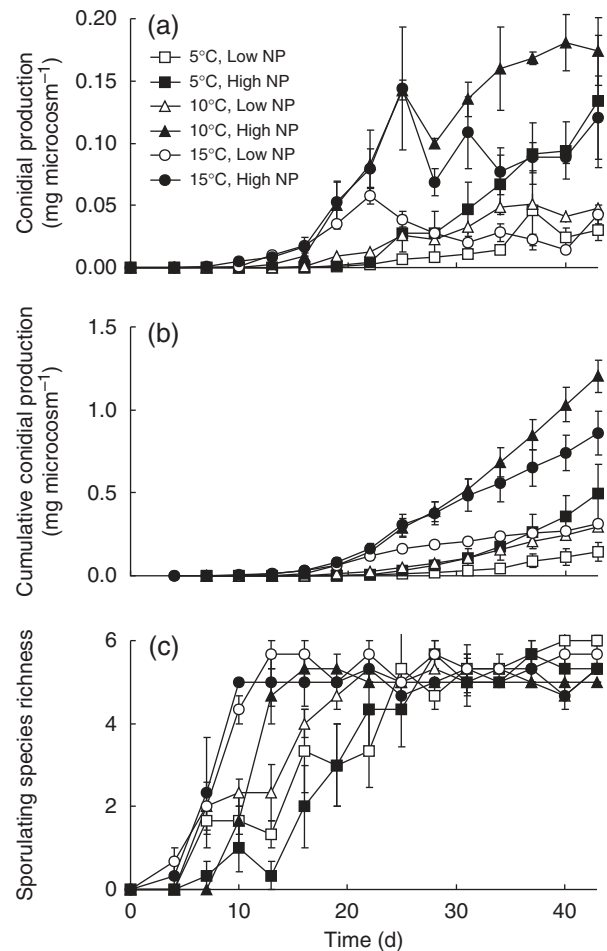 (a)
Conidial production
(mg microcosm⁻¹)
0.20
0.15
0.10
0.05
0.00
5°C, Low NP
5°C, High NP
10°C, Low NP
10°C, High NP
15°C, Low NP
15°C, High NP
(b)
Cumulative conidial production
(mg microcosm⁻¹)
1.5
1.0
0.5
0.0
(c)
Sporulating species richness
6
4
2
0
0 10 20 30 40
Time (d)